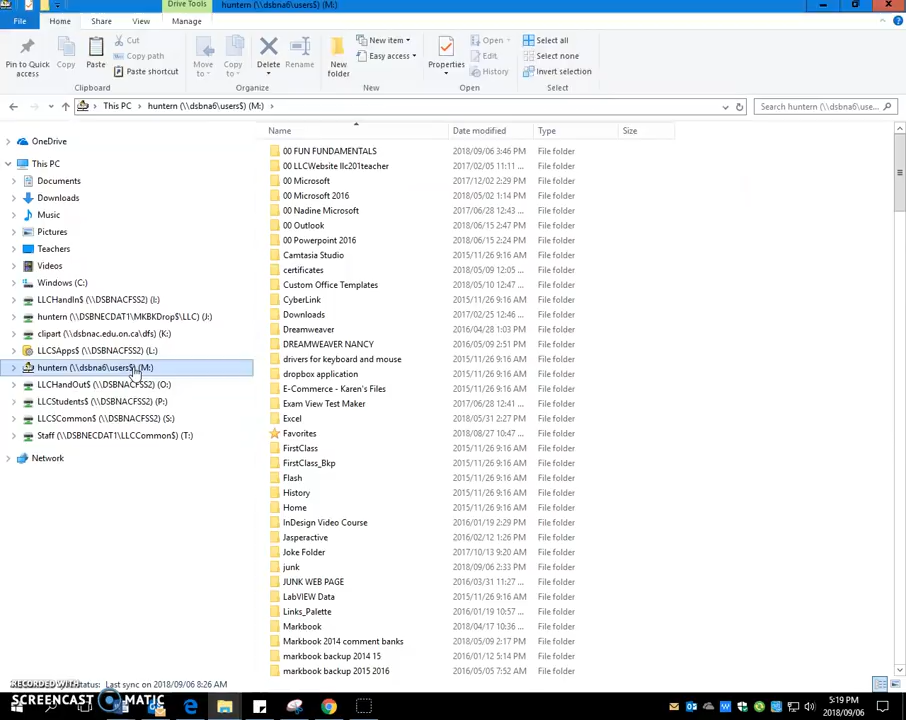 Drive Tools huntern (\\dsbna6\users$) (M:)
File Home Share View Manage
Pin to Quick access
Copy
Paste
Cut
Copy path
Paste shortcut
Move to
Copy to
Delete
Rename
New folder
New item
Easy access
Properties
Open
Edit
History
Select all
Select none
Invert selection
Clipboard Organize New Open Select
This PC > huntern (\\dsbna6\users$) (M:) > Search huntern (\\dsbna6\use...
Name Date modified Type Size
OneDrive
This PC
Documents
Downloads
Music
Pictures
Teachers
Videos
Windows (C:)
LLCHandIn$ (\\DSBNACFSS2) (I:)
huntern (\\DSBNECDAT1\MKBKDrop$\LLC) (J:)
clipart (\\dsbnac.edu.on.ca\dfs) (K:)
LLCSApps$ (\\DSBNACFSS2) (L:)
huntern (\\dsbna6\users$) (M:)
LLCHandOut$ (\\DSBNACFSS2) (O:)
LLCStudents$ (\\DSBNACFSS2) (P:)
LLCSCommon$ (\\DSBNACFSS2) (S:)
Staff (\\DSBNECDAT1\LLCCommon$) (T:)
Network
00 FUN FUNDAMENTALS 2018/09/06 3:46 PM File folder
00 LLCWebsite llc201teacher 2017/02/05 11:11 ... File folder
00 Microsoft 2017/12/02 2:29 PM File folder
00 Microsoft 2016 2018/05/02 1:14 PM File folder
00 Nadine Microsoft 2017/06/28 12:43 ... File folder
00 Outlook 2018/06/15 2:47 PM File folder
00 Powerpoint 2016 2018/06/15 2:24 PM File folder
Camtasia Studio 2015/11/26 9:16 AM File folder
certificates 2018/05/09 12:05 ... File folder
Custom Office Templates 2018/05/10 12:47 ... File folder
CyberLink 2015/11/26 9:16 AM File folder
Downloads 2017/02/25 12:46 ... File folder
Dreamweaver 2016/04/28 1:03 PM File folder
DREAMWEAVER NANCY 2016/09/09 2:51 PM File folder
drivers for keyboard and mouse 2015/11/26 9:16 AM File folder
dropbox application 2015/11/26 9:16 AM File folder
E-Commerce - Karen's Files 2015/11/26 9:16 AM File folder
Exam View Test Maker 2017/06/28 12:41 ... File folder
Excel 2018/05/31 2:27 PM File folder
Favorites 2018/08/27 10:47 ... File folder
FirstClass 2015/11/26 9:16 AM File folder
FirstClass_Bkp 2015/11/26 9:16 AM File folder
Flash 2015/11/26 9:16 AM File folder
History 2015/11/26 9:16 AM File folder
Home 2015/11/26 9:16 AM File folder
InDesign Video Course 2016/01/19 2:29 PM File folder
Jasperactive 2016/02/12 1:26 PM File folder
Joke Folder 2017/10/13 9:20 AM File folder
junk 2018/09/06 2:33 PM File folder
JUNK WEB PAGE 2016/03/31 11:27 ... File folder
LabVIEW Data 2015/11/26 9:16 AM File folder
Links_Palette 2016/01/19 10:57 ... File folder
Markbook 2018/04/17 10:36 ... File folder
Markbook 2014 comment banks 2018/05/09 2:17 PM File folder
markbook backup 2014 15 2016/01/12 5:14 PM File folder
markbook backup 2015 2016 2016/05/05 7:52 AM File folder
status: Last sync on 2018/09/06 8:26 AM
RECORDED WITH
SCREENCAST MATIC
5:19 PM
2018/09/06